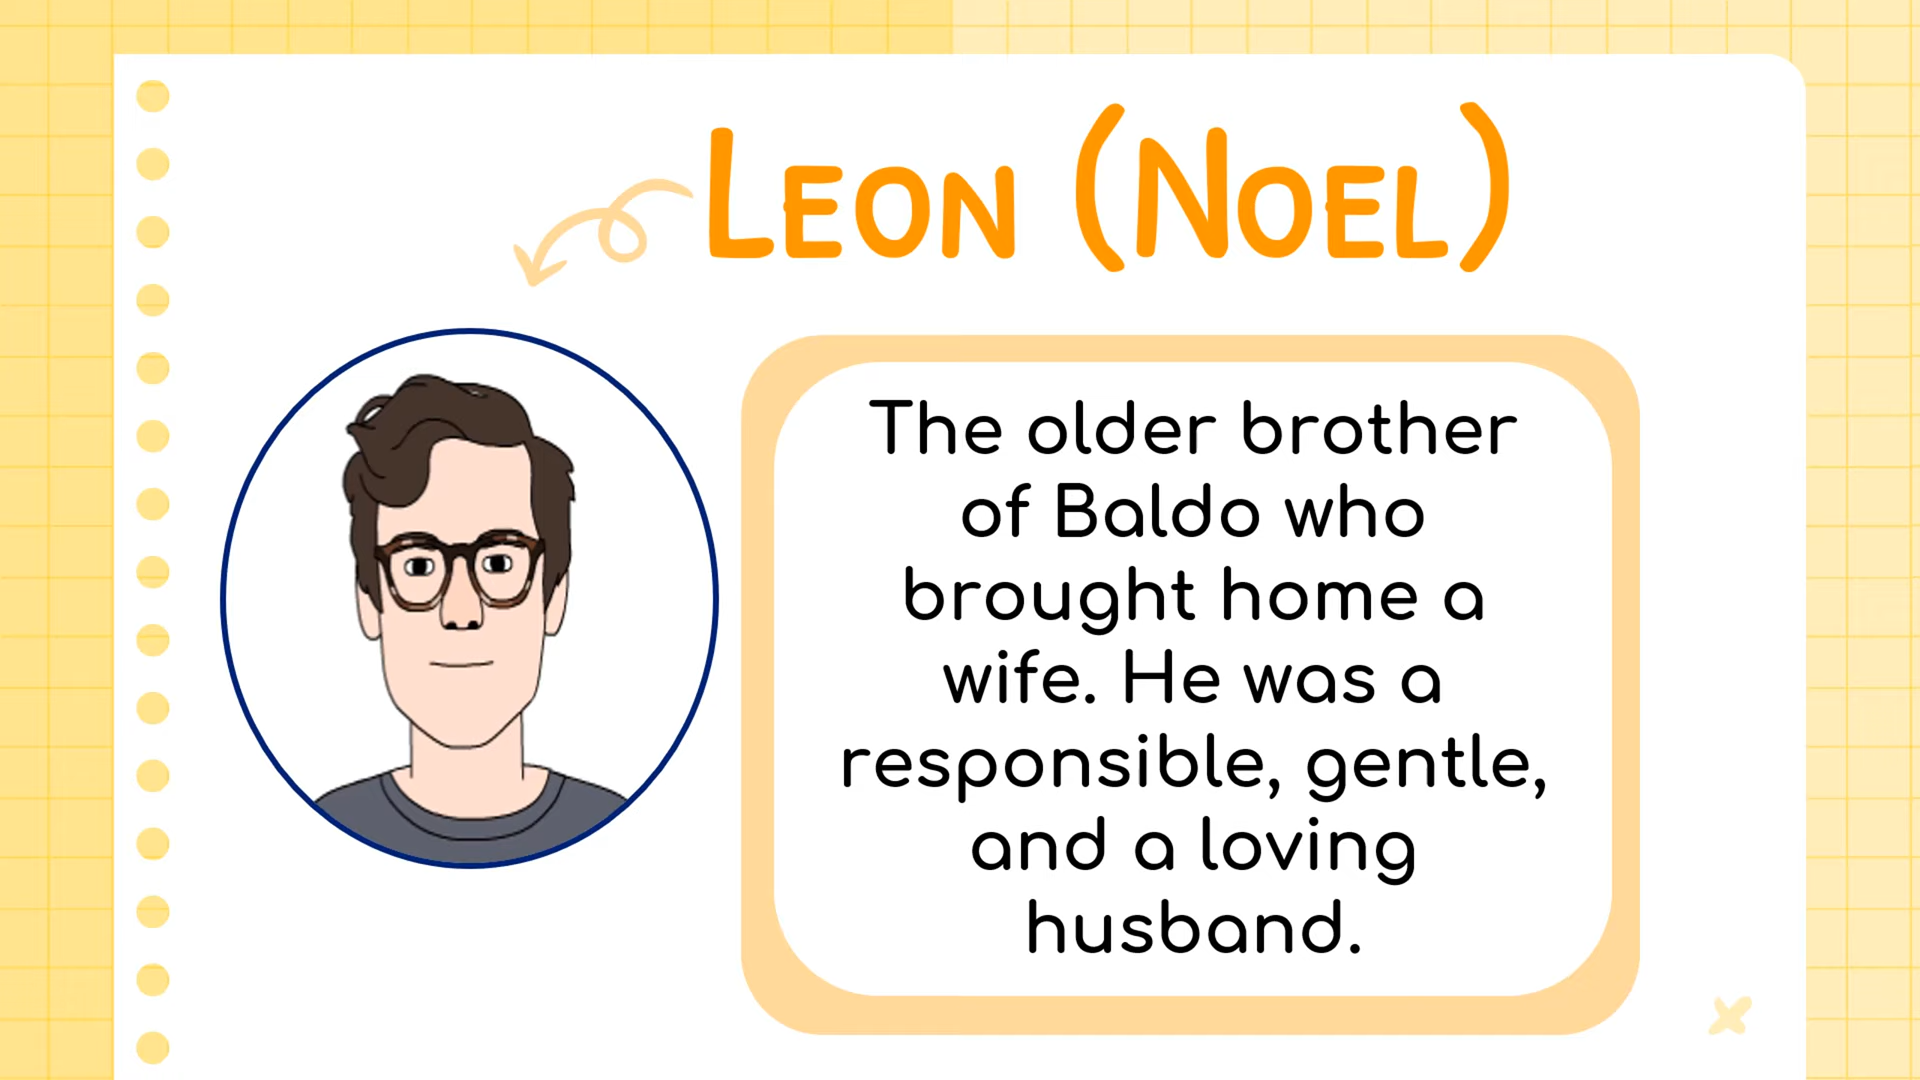 Leon (Noel)
The older brother
of Baldo who
brought home a
wife. He was a
responsible, gentle,
and a loving
husband.